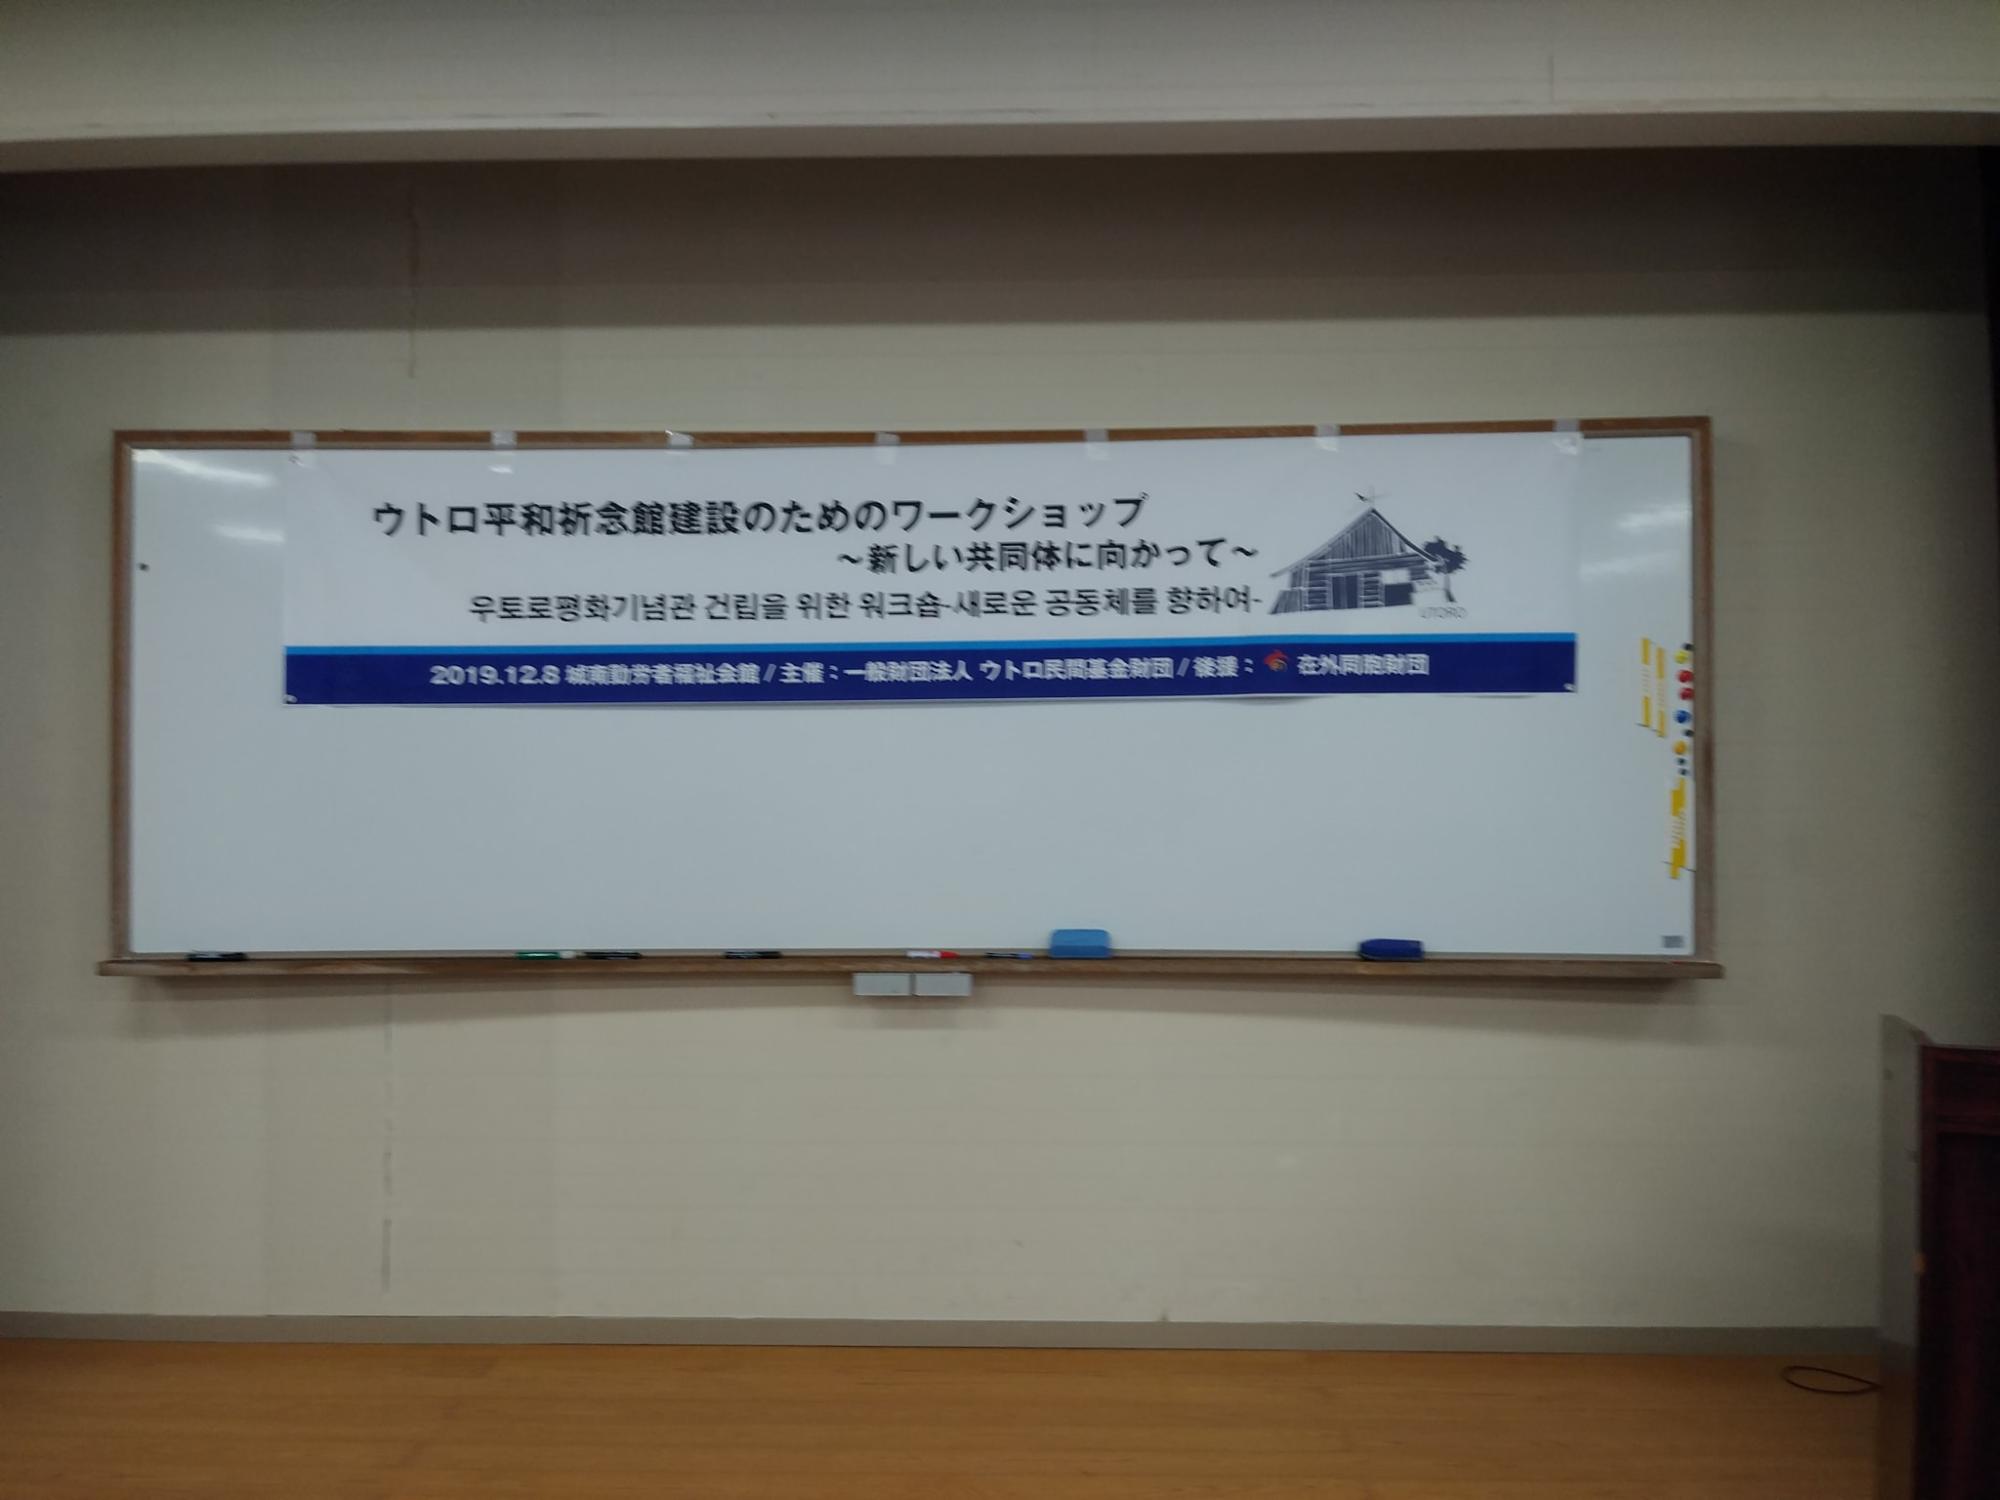 ウトロ平和祈念館建設のためのワークショップ
～新しい共同体に向かって～
우토로평화기념관 건립을 위한 워크숍-새로운 공동체를 향하여-
UTORO
2019.12.8 城南勤労者福祉会館 / 主催：一般財団法人 ウトロ民間基金財団 / 後援： 在外同胞財団